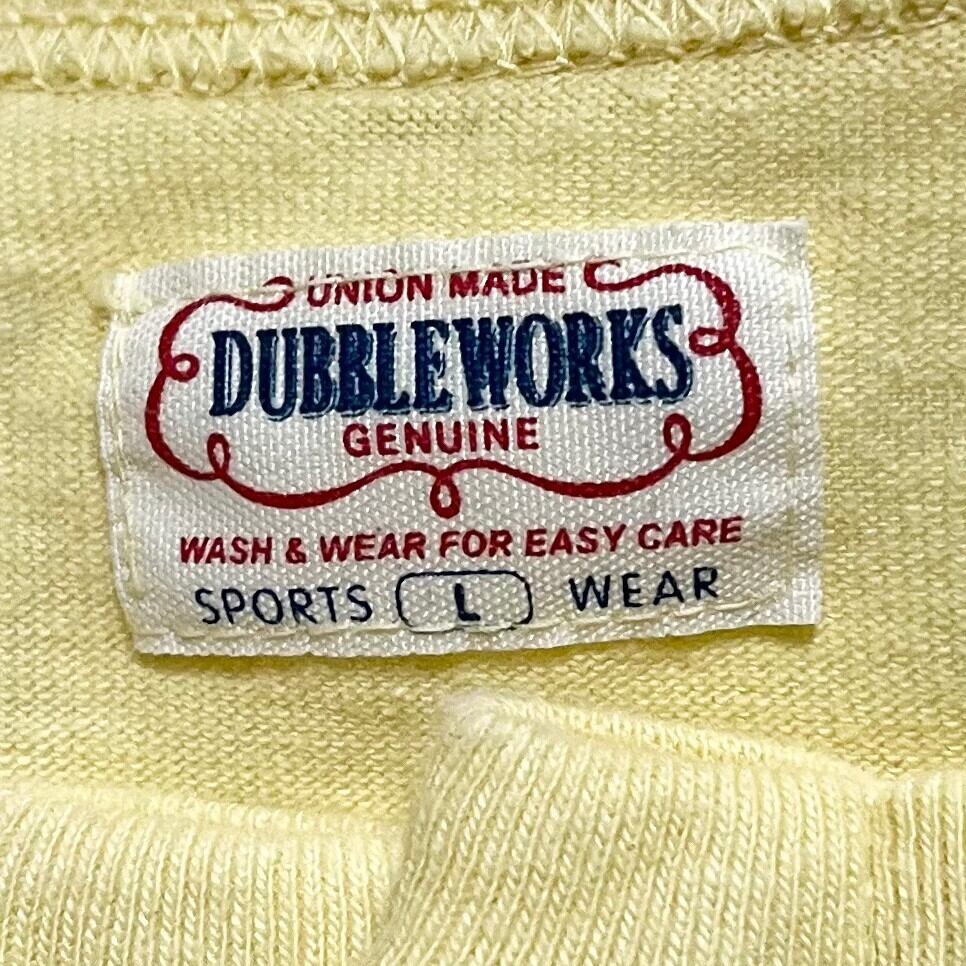 UNION MADE
DUBBLEWORKS
GENUINE
WASH & WEAR FOR EASY CARE
SPORTS L WEAR